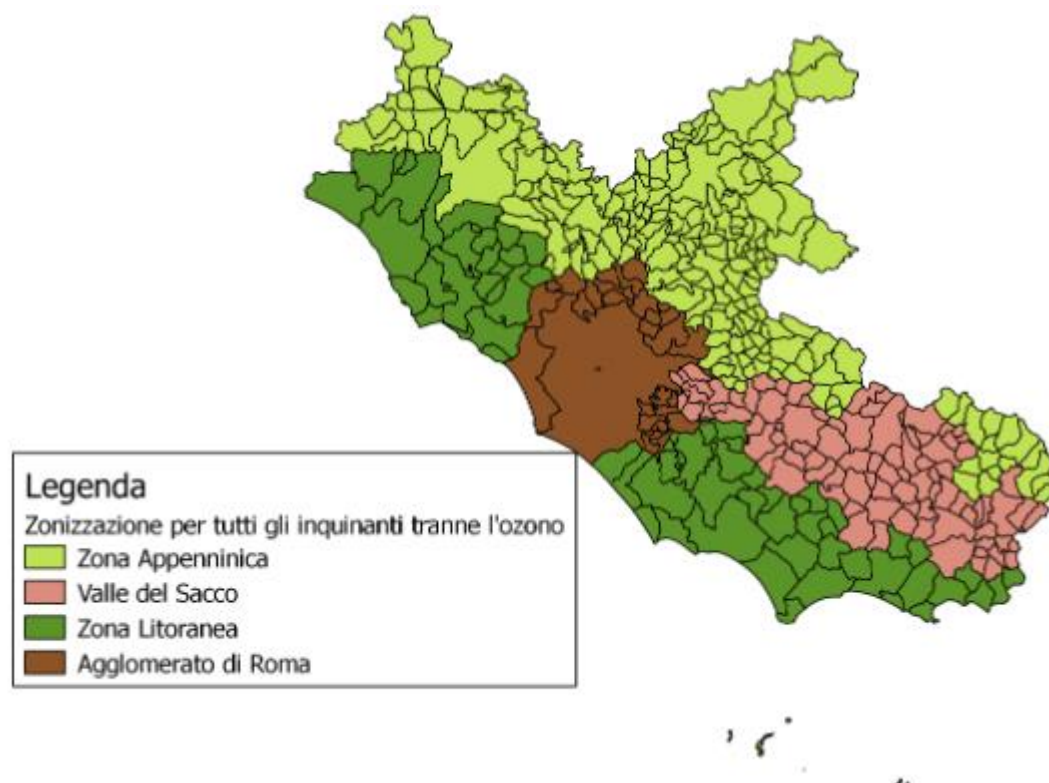 Legenda
Zonizzazione per tutti gli inquinanti tranne l'ozono
Zona Appenninica
Valle del Sacco
Zona Litoranea
Agglomerato di Roma